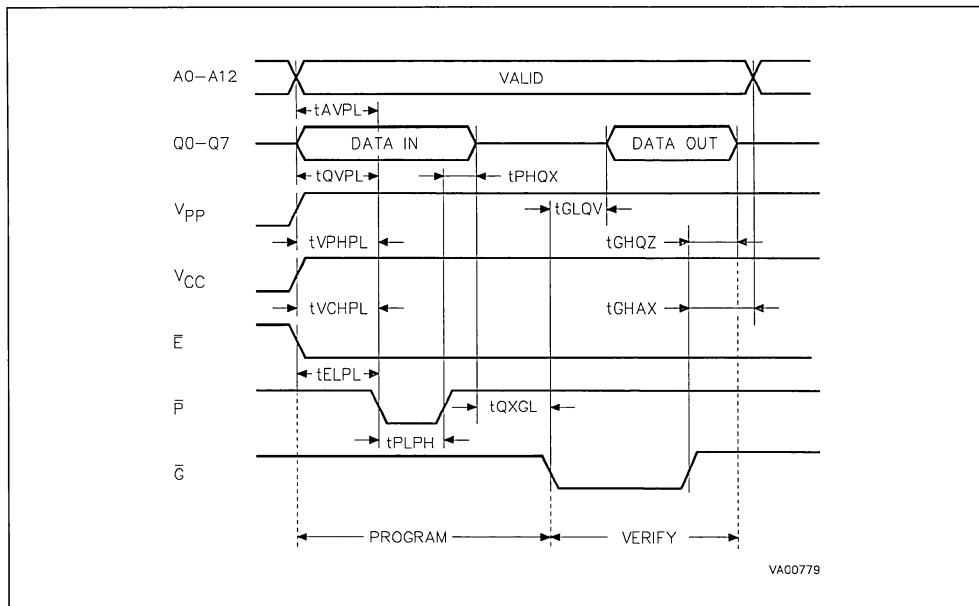 A0-A12
VALID
tAVPL
Q0-Q7
DATA IN
DATA OUT
tQVPL
tPHQX
VPP
tGLQV
tVPHPL
tGHQZ
VCC
tVCHPL
tGHAX
E̅
tELPL
P̅
tQXGL
tPLPH
G̅
PROGRAM
VERIFY
VA00779